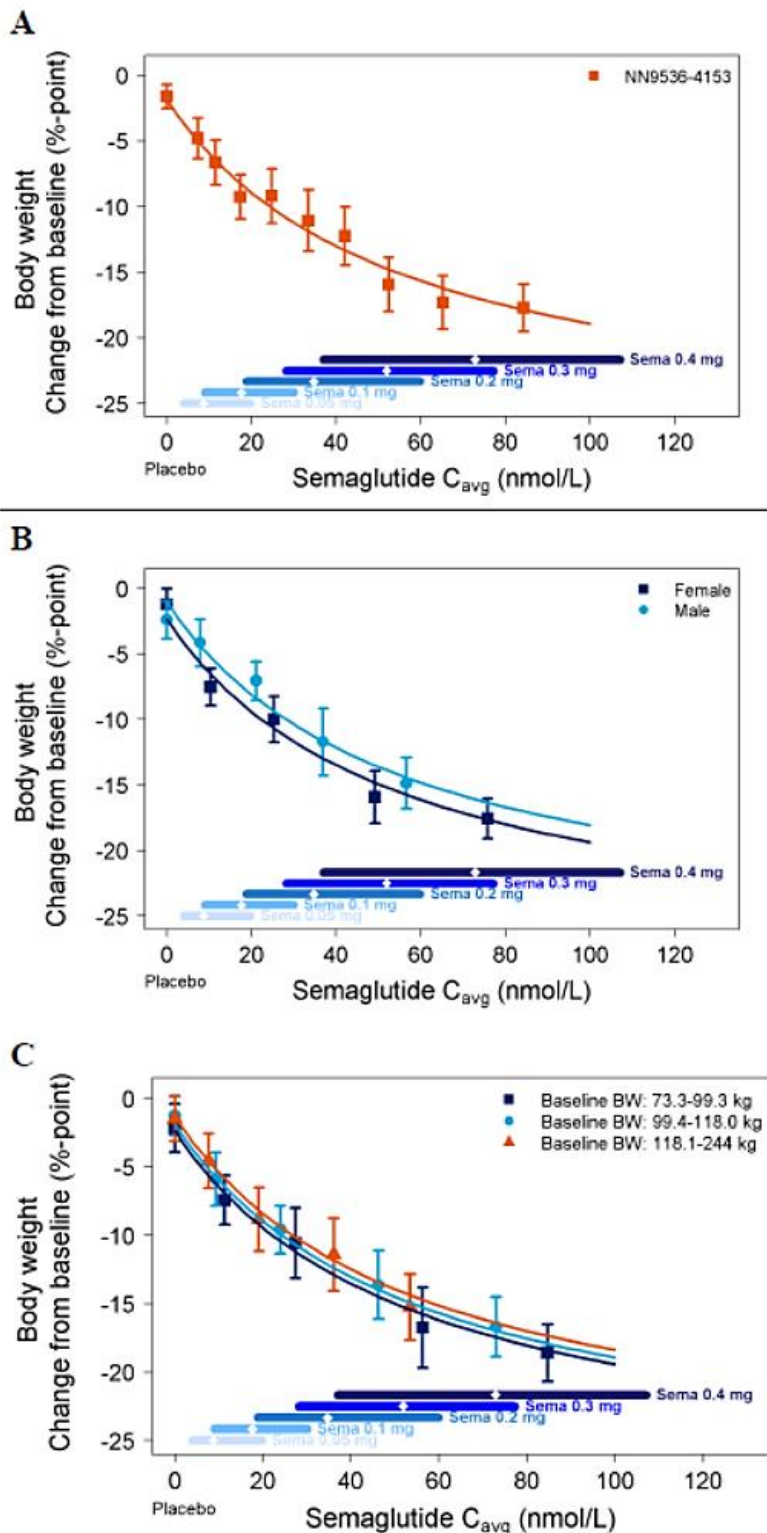 A
NN9536-4153
0
-5
-10
-15
-20
-25
Body weight
Change from baseline (%-point)
Sema 0.4 mg
Sema 0.3 mg
Sema 0.2 mg
Sema 0.1 mg
Sema 0.05 mg
0 20 40 60 80 100 120
Placebo
Semaglutide Cavg (nmol/L)
B
Female
Male
0
-5
-10
-15
-20
-25
Body weight
Change from baseline (%-point)
Sema 0.4 mg
Sema 0.3 mg
Sema 0.2 mg
Sema 0.1 mg
Sema 0.05 mg
0 20 40 60 80 100 120
Placebo
Semaglutide Cavg (nmol/L)
C
Baseline BW: 73.3-99.3 kg
Baseline BW: 99.4-118.0 kg
Baseline BW: 118.1-244 kg
0
-5
-10
-15
-20
-25
Body weight
Change from baseline (%-point)
Sema 0.4 mg
Sema 0.3 mg
Sema 0.2 mg
Sema 0.1 mg
Sema 0.05 mg
0 20 40 60 80 100 120
Placebo
Semaglutide Cavg (nmol/L)